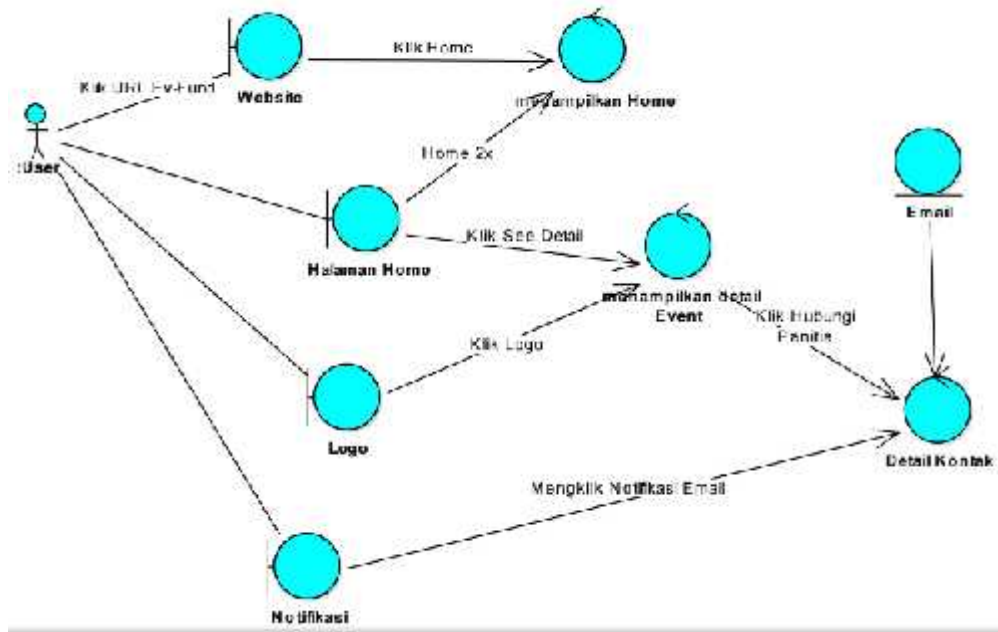 Klik Home
Klik URL Ev-Fund
Website
menampilkan Home
:User
Home 2x
Email
Klik See Detail
Halaman Home
menampilkan detail
Event
Klik Hubungi
Panitia
Klik Logo
Logo
Detail Kontak
Mengklik Notifikasi Email
Notifikasi